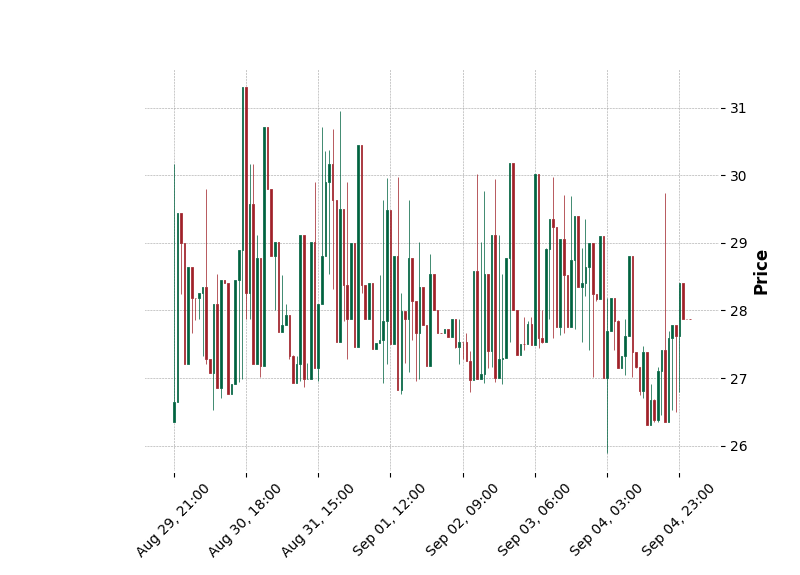 31
30
29
28
27
26
Price
Aug 29, 21:00
Aug 30, 18:00
Aug 31, 15:00
Sep 01, 12:00
Sep 02, 09:00
Sep 03, 06:00
Sep 04, 03:00
Sep 04, 23:00